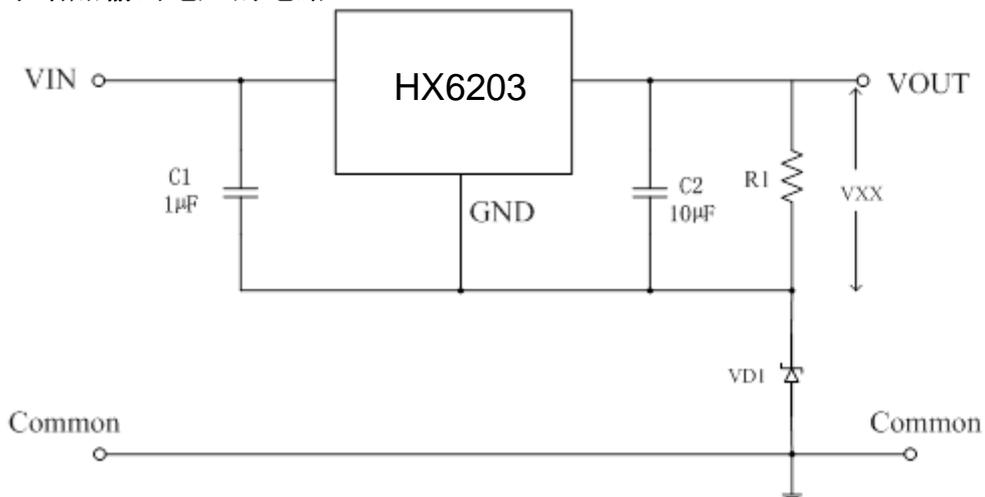 VIN
HX6203
VOUT
C1
1μF
GND
C2
10μF
R1
VXX
VD1
Common
Common